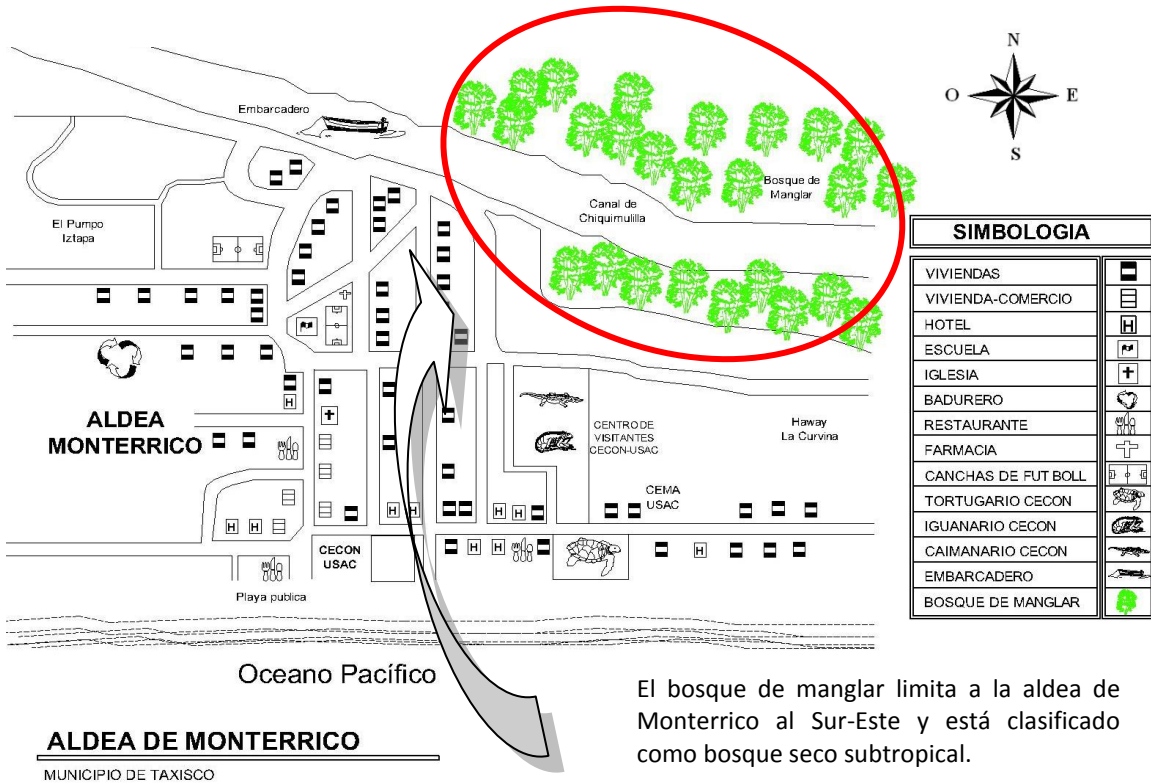 N
O
E
S
Embarcadero
Bosque de
Manglar
Canal de
Chiquimulilla
El Pumpo
Iztapa
SIMBOLOGIA
VIVIENDAS
VIVIENDA-COMERCIO
HOTEL
H
ESCUELA
IGLESIA
BADURERO
RESTAURANTE
FARMACIA
CANCHAS DE FUTBOLL
TORTUGARIO CECON
IGUANARIO CECON
CAIMANARIO CECON
EMBARCADERO
BOSQUE DE MANGLAR
ALDEA
MONTERRICO
H
CENTRO DE
VISITANTES
CECON-USAC
Haway
La Curvina
CEMA
USAC
H
H
H
H
H
H
CECON
USAC
H
H
H
Playa publica
Oceano Pacífico
El bosque de manglar limita a la aldea de
Monterrico al Sur-Este y está clasificado
como bosque seco subtropical.
ALDEA DE MONTERRICO
MUNICIPIO DE TAXISCO